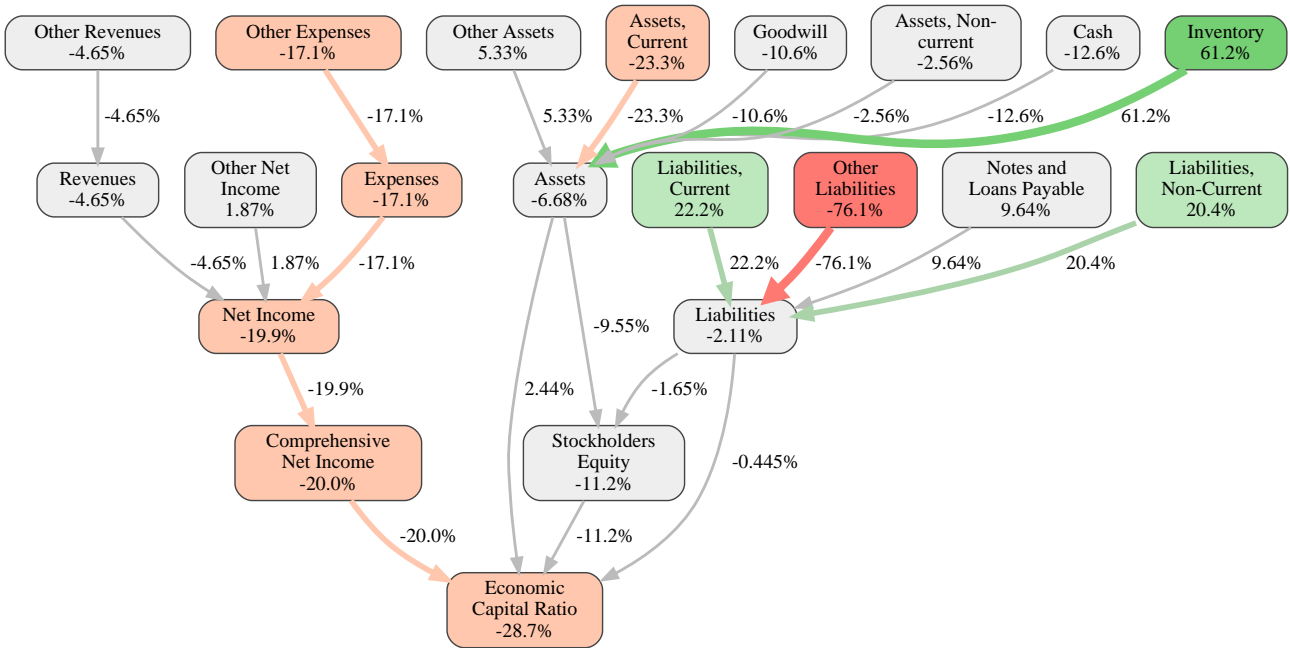 Other Revenues
-4.65%
Other Expenses
-17.1%
Other Assets
5.33%
Assets,
Current
-23.3%
Goodwill
-10.6%
Assets, Non-
current
-2.56%
Cash
-12.6%
Inventory
61.2%
-4.65%
-17.1%
5.33%
-23.3%
-10.6%
-2.56%
-12.6%
61.2%
Revenues
-4.65%
Other Net
Income
1.87%
Expenses
-17.1%
Assets
-6.68%
Liabilities,
Current
22.2%
Other
Liabilities
-76.1%
Notes and
Loans Payable
9.64%
Liabilities,
Non-Current
20.4%
-4.65%
1.87%
-17.1%
22.2%
-76.1%
9.64%
20.4%
Net Income
-19.9%
-9.55%
Liabilities
-2.11%
-19.9%
2.44%
-1.65%
Comprehensive
Net Income
-20.0%
Stockholders
Equity
-11.2%
-0.445%
-20.0%
-11.2%
Economic
Capital Ratio
-28.7%